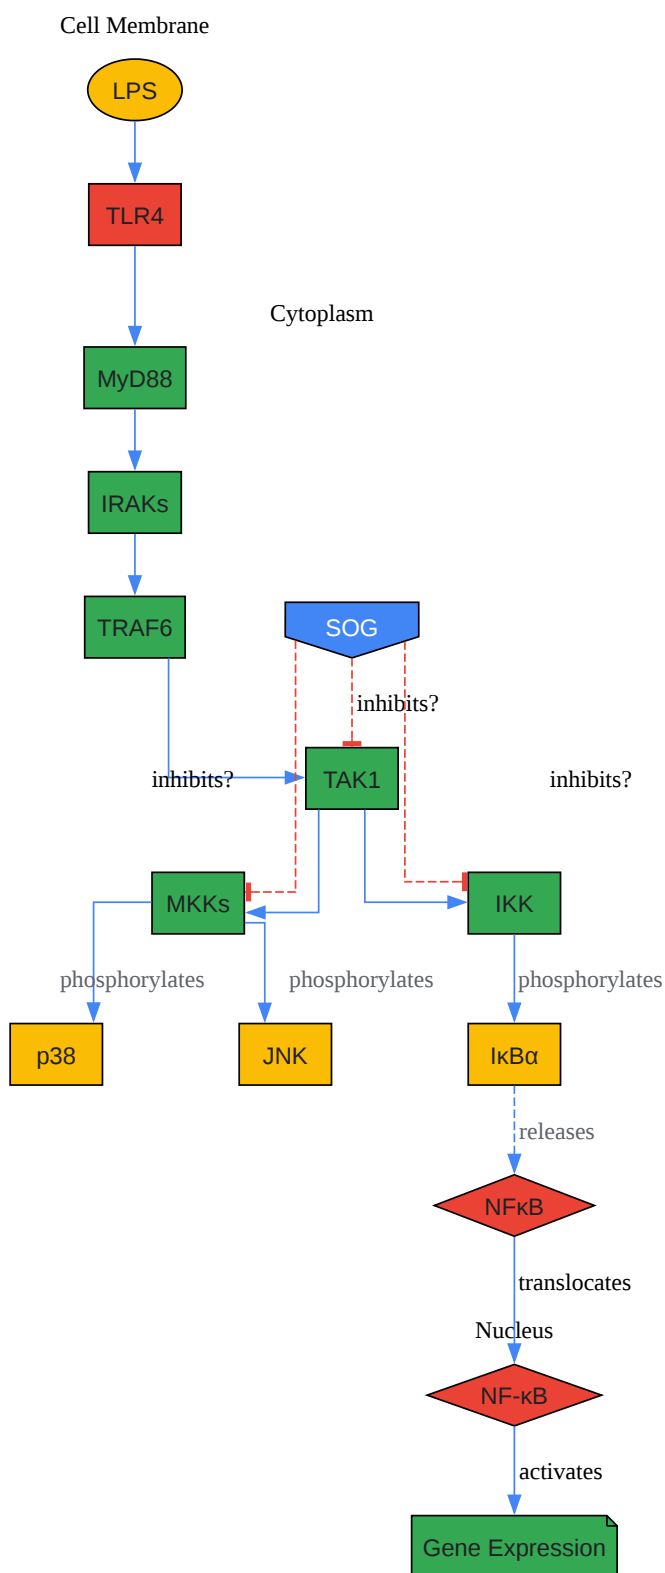 Cell Membrane
LPS
TLR4
Cytoplasm
MyD88
IRAKs
TRAF6
SOG
inhibits?
inhibits?
TAK1
inhibits?
MKKs
IKK
phosphorylates
phosphorylates
phosphorylates
p38
JNK
IκBα
releases
NFκB
translocates
Nucleus
NF-κB
activates
Gene Expression